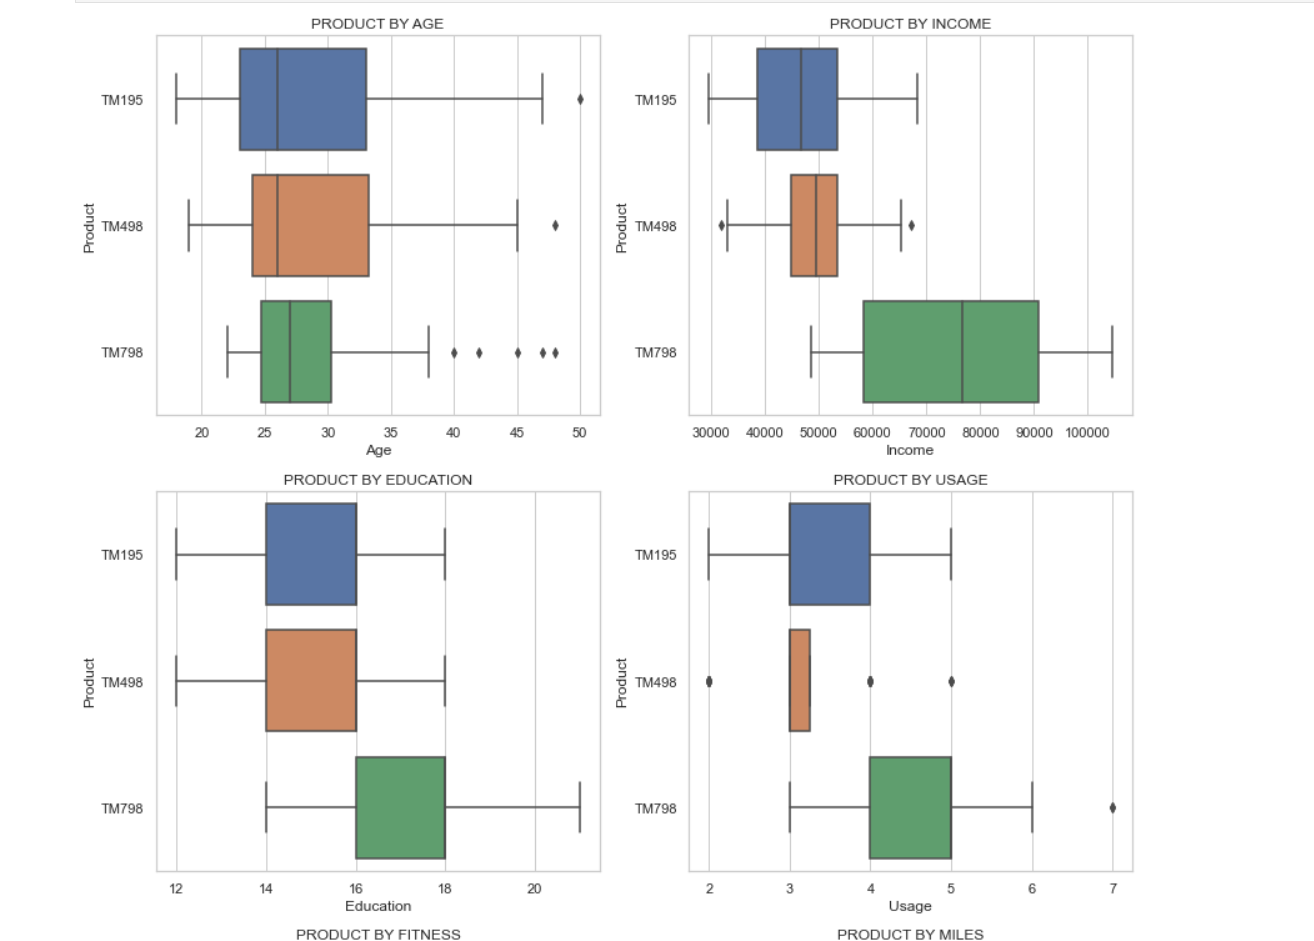 PRODUCT BY AGE
TM195
TM498
TM798
Product
20 25 30 35 40 45 50
Age
PRODUCT BY INCOME
TM195
TM498
TM798
Product
30000 40000 50000 60000 70000 80000 90000 100000
Income
PRODUCT BY EDUCATION
TM195
TM498
TM798
Product
12 14 16 18 20
Education
PRODUCT BY USAGE
TM195
TM498
TM798
Product
2 3 4 5 6 7
Usage
PRODUCT BY FITNESS
PRODUCT BY MILES